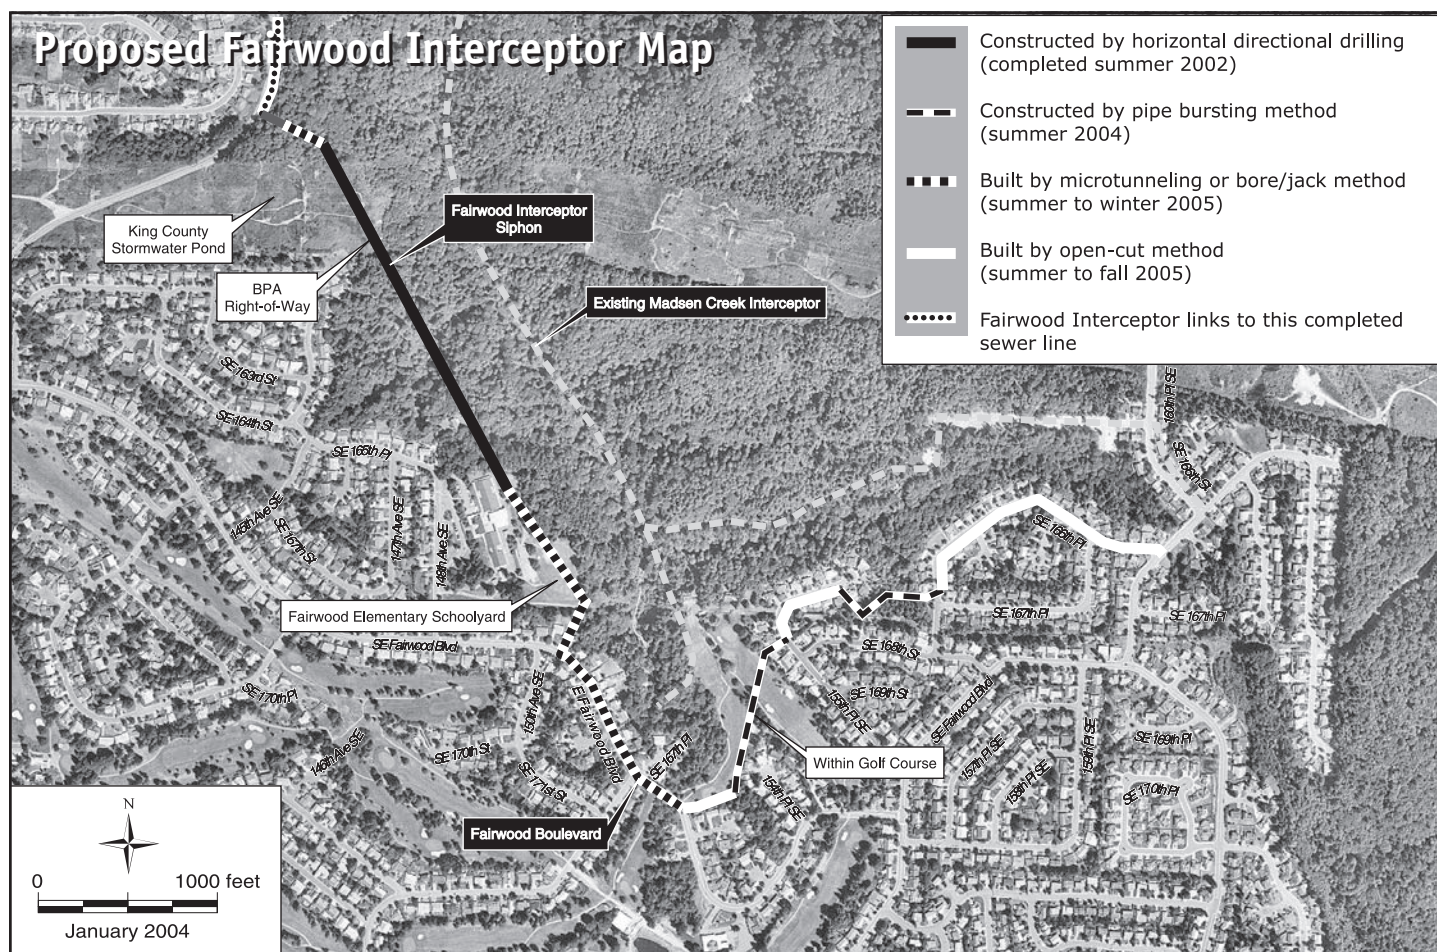 Proposed Fairwood Interceptor Map
Constructed by horizontal directional drilling
(completed summer 2002)
Constructed by pipe bursting method
(summer 2004)
Built by microtunneling or bore/jack method
(summer to winter 2005)
Built by open-cut method
(summer to fall 2005)
Fairwood Interceptor links to this completed
sewer line
King County
Stormwater Pond
BPA
Right-of-Way
Fairwood Interceptor
Siphon
Existing Madsen Creek Interceptor
SE 163rd St
SE 164th St
SE 165th Pl
145th Ave SE
SE 167th St
147th Ave SE
148th Ave SE
160th Pl SE
SE 166th St
SE 166th Pl
Fairwood Elementary Schoolyard
SE 167th Pl
SE 167th Pl
SE Fairwood Blvd
SE 168th St
SE 170th Pl
150th Ave SE
E Fairwood Blvd
SE 169th St
155th Pl SE
SE Fairwood Blvd
146th Ave SE
SE 170th St
SE 171st St
SE 167th Pl
Within Golf Course
154th Pl SE
157th Pl SE
158th Pl SE
159th Pl SE
SE 169th Pl
SE 170th Pl
Fairwood Boulevard
N
0 1000 feet
January 2004